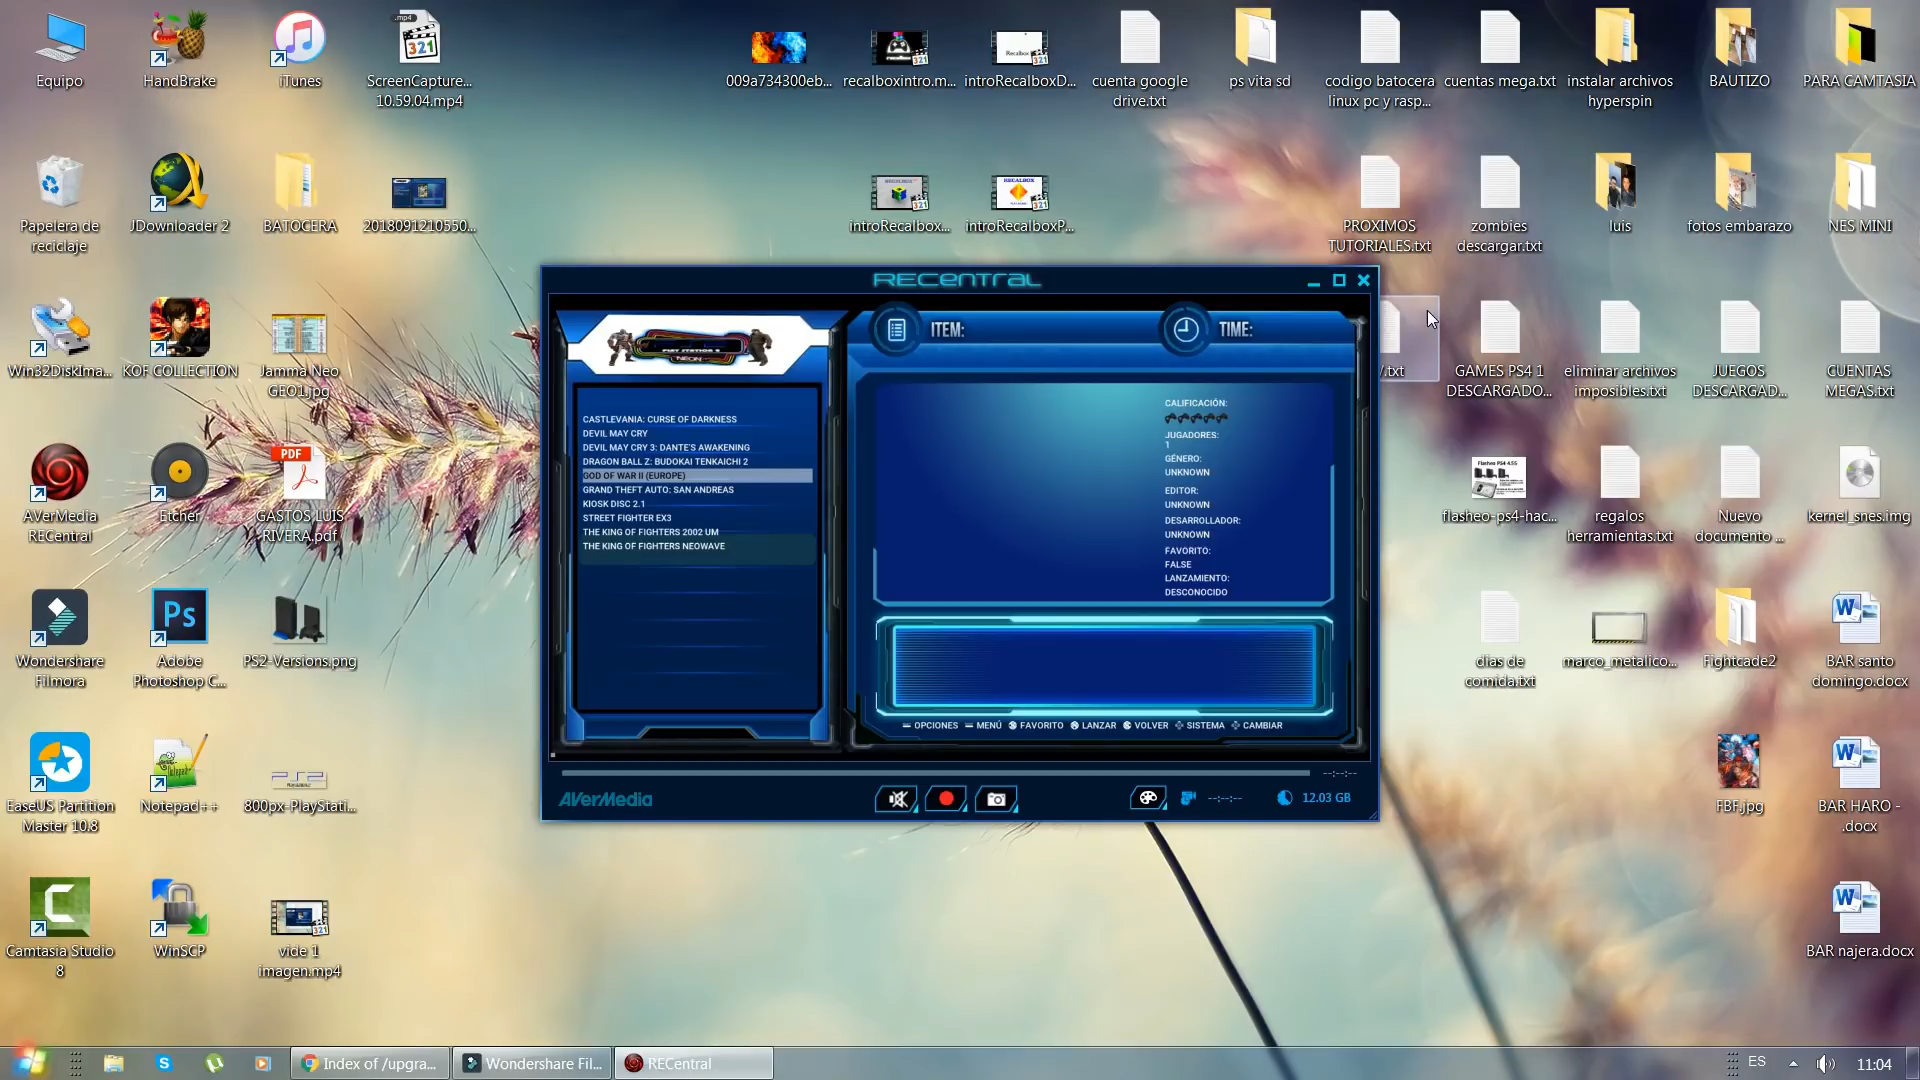 Equipo
HandBrake
iTunes
ScreenCapture...
10.59.04.mp4
009a734300eb...
recalboxintro.m...
introRecalboxD...
cuenta google
drive.txt
ps vita sd
codigo batocera
linux pc y rasp...
cuentas mega.txt
instalar archivos
hyperspin
BAUTIZO
PARA CAMTASIA
Papelera de
reciclaje
JDownloader 2
BATOCERA
2018091210550...
introRecalbox...
introRecalboxP...
PROXIMOS
TUTORIALES.txt
zombies
descargar.txt
luis
fotos embarazo
NES MINI
Win32DiskIma...
KOF COLLECTION
Jamma Neo
GEO1.jpg
.txt
GAMES PS4 1
DESCARGADO...
eliminar archivos
imposibles.txt
JUEGOS
DESCARGAD...
CUENTAS
MEGAS.txt
AVerMedia
RECentral
Etcher
PDF
GASTOS LUIS
RIVERA.pdf
flasheo-ps4-hac...
regalos
herramientas.txt
Nuevo
documento ...
kernel_snes.img
Wondershare
Filmora
Ps
Adobe
Photoshop C...
PS2-Versions.png
dias de
comida.txt
marco_metalico...
Fightcade2
BAR santo
domingo.docx
EaseUS Partition
Master 10.8
Notepad++
800px-PlayStati...
FBF.jpg
BAR HARO -
.docx
Camtasia Studio
8
WinSCP
vide 1
imagen.mp4
BAR najera.docx
RECentral
PLAY STATION 2
NEON
ITEM:
TIME:
CASTLEVANIA: CURSE OF DARKNESS
DEVIL MAY CRY
DEVIL MAY CRY 3: DANTE'S AWAKENING
DRAGON BALL Z: BUDOKAI TENKAICHI 2
GOD OF WAR II (EUROPE)
GRAND THEFT AUTO: SAN ANDREAS
KIOSK DISC 2.1
STREET FIGHTER EX3
THE KING OF FIGHTERS 2002 UM
THE KING OF FIGHTERS NEOWAVE
CALIFICACIÓN:
JUGADORES:
1
GÉNERO:
UNKNOWN
EDITOR:
UNKNOWN
DESARROLLADOR:
UNKNOWN
FAVORITO:
FALSE
LANZAMIENTO:
DESCONOCIDO
OPCIONES MENÚ FAVORITO LANZAR VOLVER SISTEMA CAMBIAR
--:--:--
AVerMedia
--:--:--
12.03 GB
Index of /upgra...
Wondershare Fil...
RECentral
ES
11:04